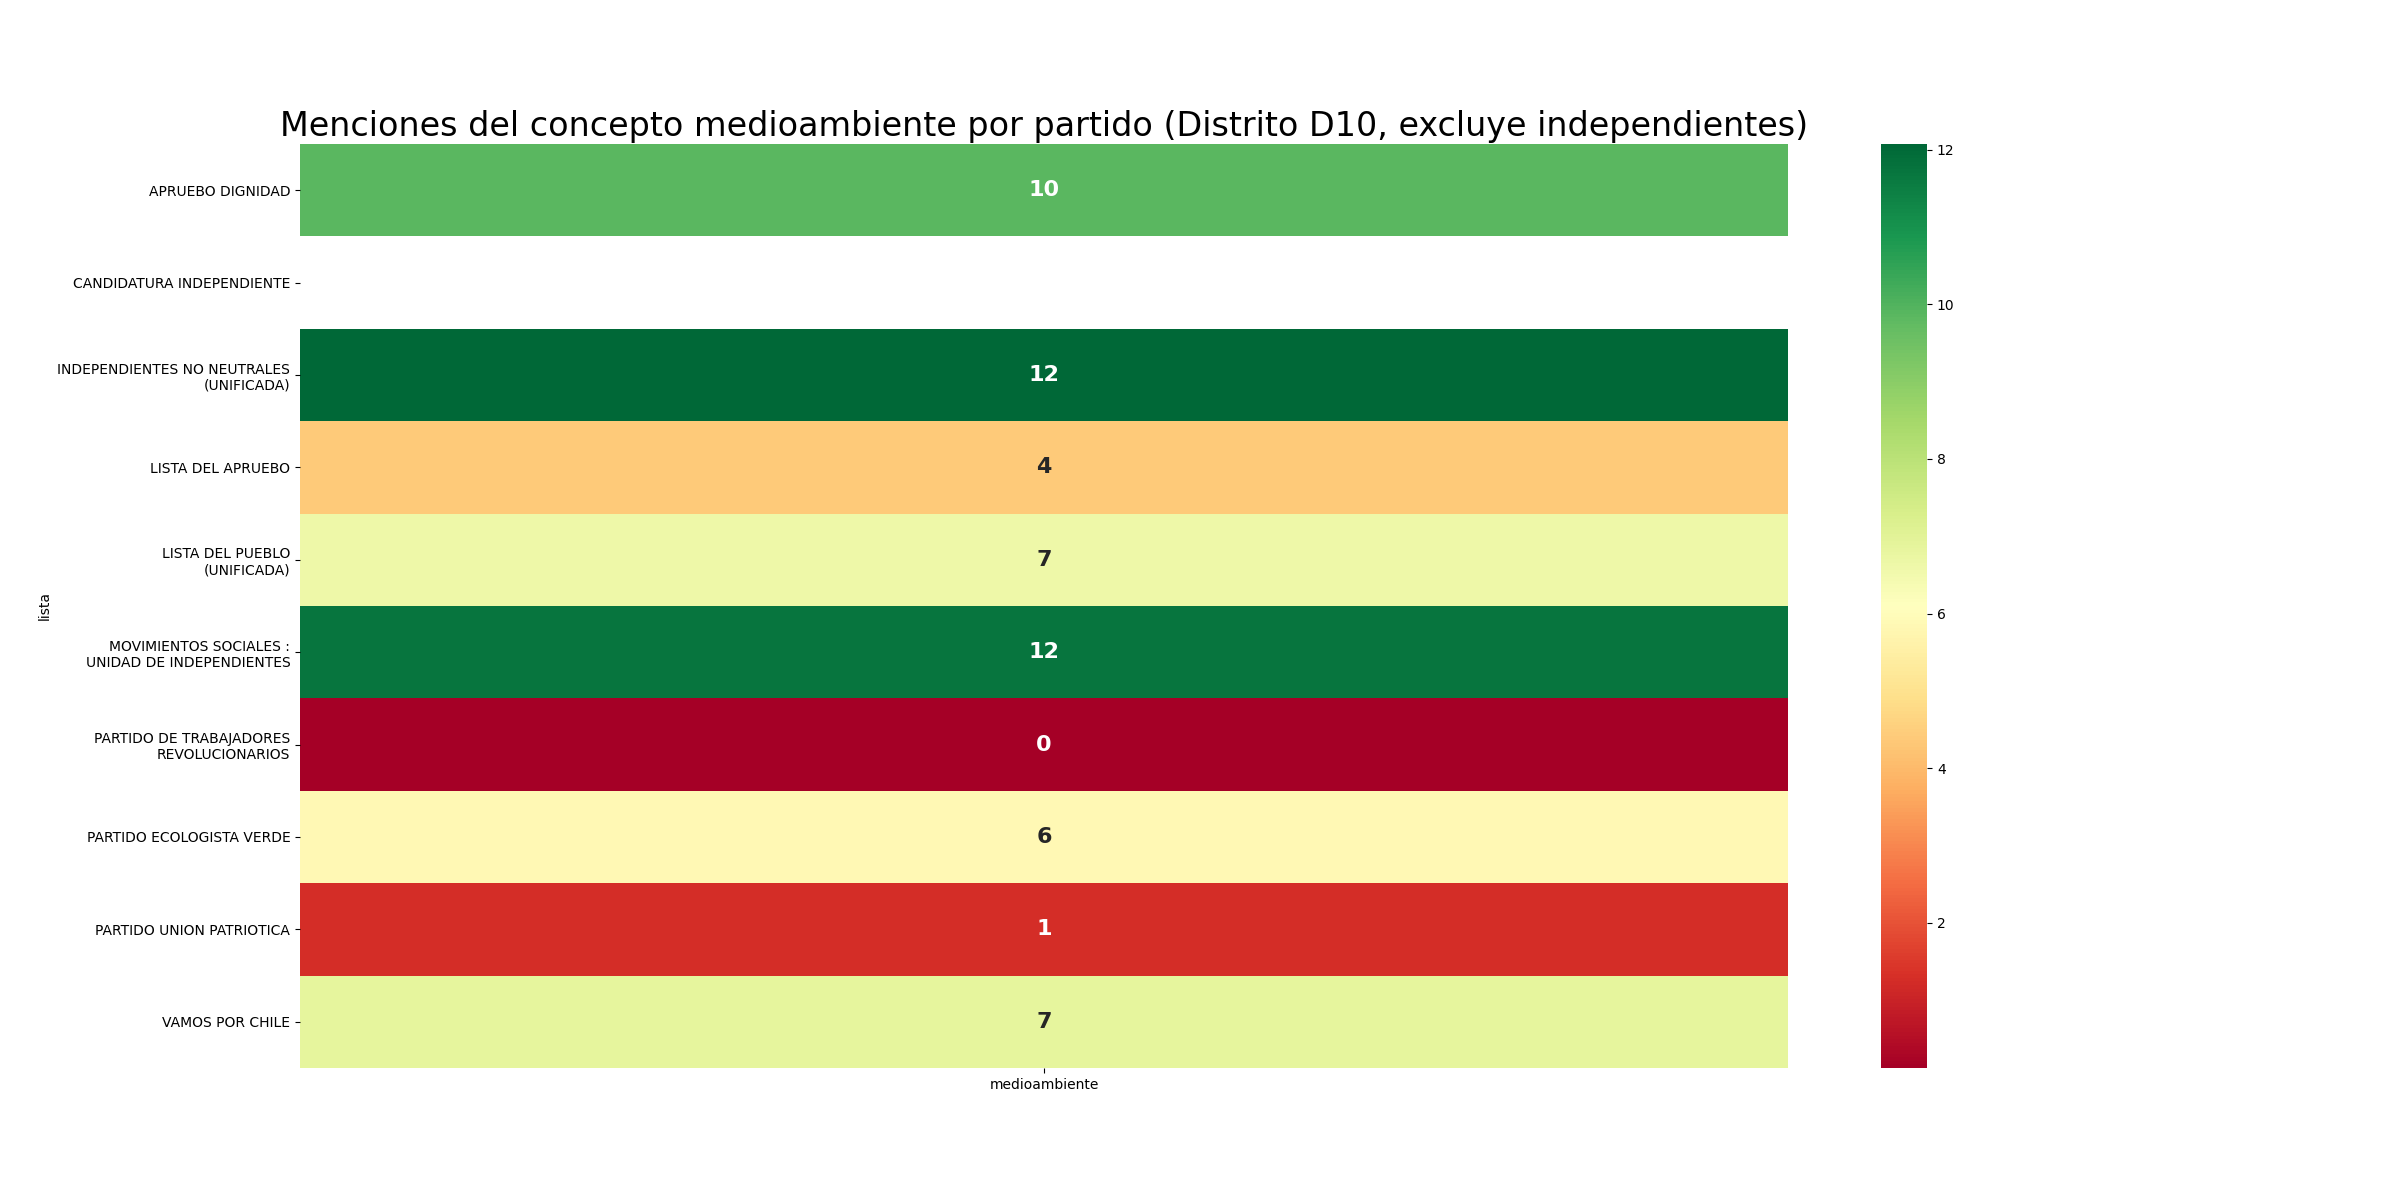 Menciones del concepto medioambiente por partido (Distrito D10, excluye independientes)
APRUEBO DIGNIDAD
10
CANDIDATURA INDEPENDIENTE
INDEPENDIENTES NO NEUTRALES
(UNIFICADA)
12
LISTA DEL APRUEBO
4
LISTA DEL PUEBLO
(UNIFICADA)
7
MOVIMIENTOS SOCIALES :
UNIDAD DE INDEPENDIENTES
12
PARTIDO DE TRABAJADORES
REVOLUCIONARIOS
0
PARTIDO ECOLOGISTA VERDE
6
PARTIDO UNION PATRIOTICA
1
VAMOS POR CHILE
7
lista
medioambiente
12
10
8
6
4
2